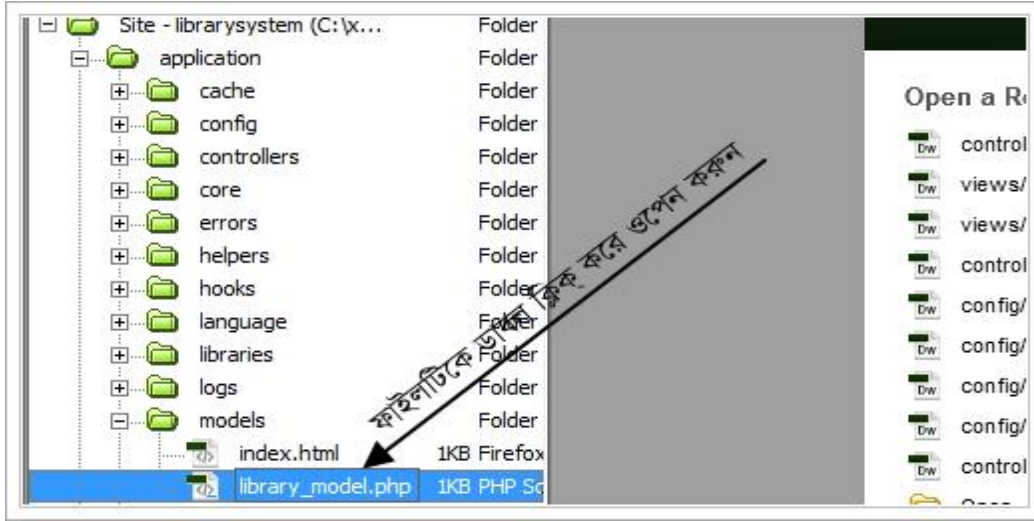 Site - librarysystem (C:\x... Folder
application Folder
cache Folder
config Folder
controllers Folder
core Folder
errors Folder
helpers Folder
hooks Folder
language Folder
libraries Folder
logs Folder
models Folder
index.html 1KB Firefox
library_model.php 1KB PHP Sc
ফাইলটিকে ডাবল ক্লিক্ করে ওপেন করুন
Open a Re
control
views/
views/
control
config/
config/
config/
config/
control